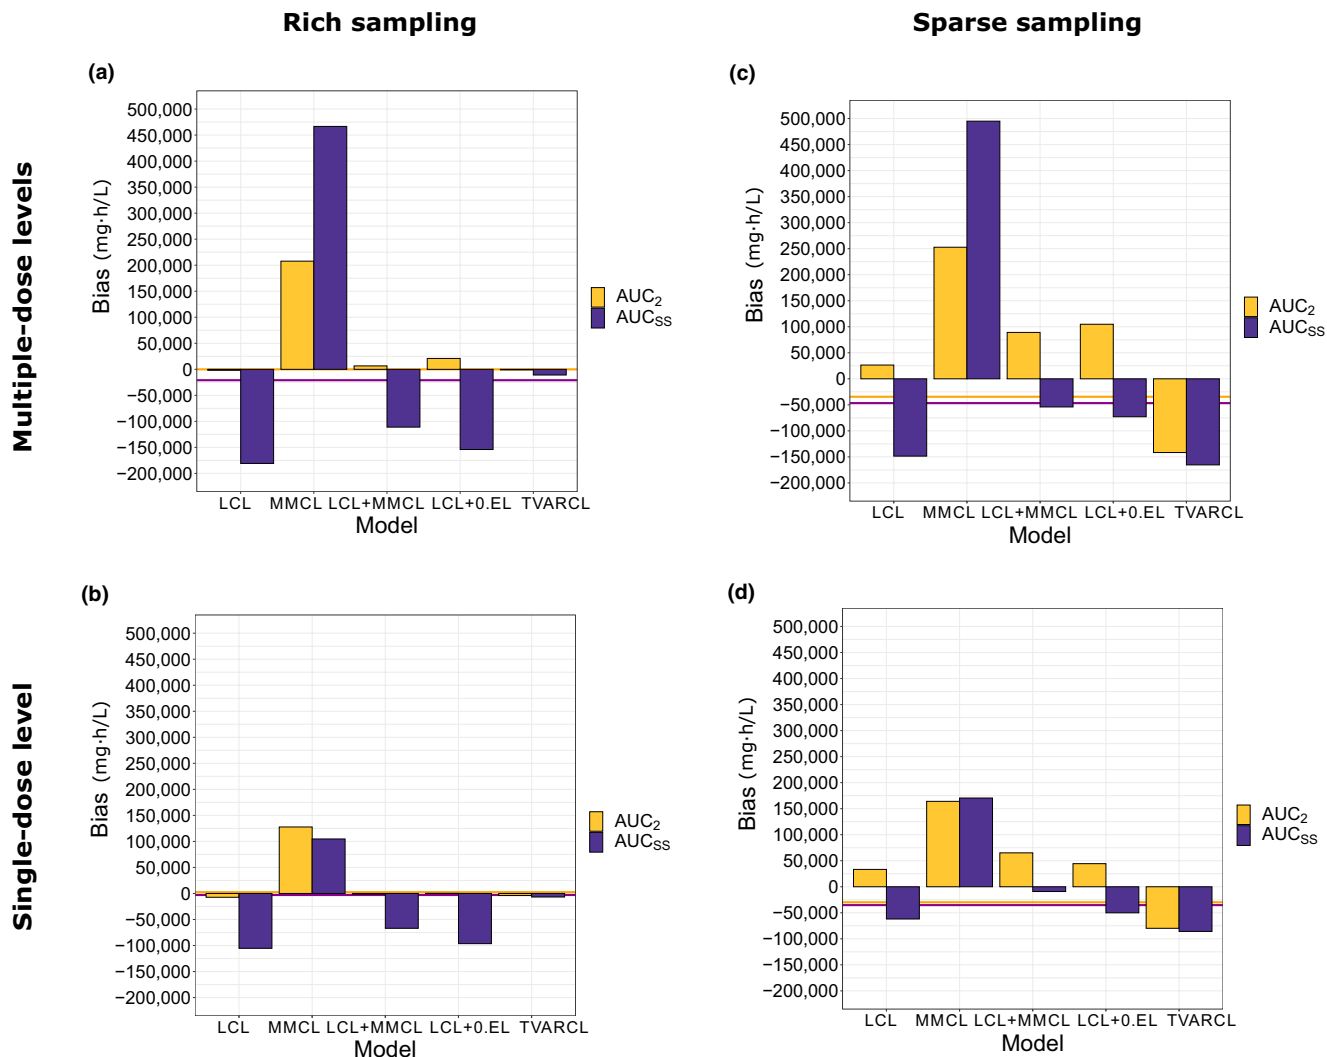 Rich sampling
Sparse sampling
Multiple-dose levels
Single-dose level
(a)
500,000
450,000
400,000
350,000
300,000
250,000
200,000
150,000
100,000
50,000
0
−50,000
−100,000
−150,000
−200,000
Bias (mg·h/L)
LCL MMCL LCL+MMCL LCL+0.EL TVARCL
Model
AUC2
AUCSS
(c)
500,000
450,000
400,000
350,000
300,000
250,000
200,000
150,000
100,000
50,000
0
−50,000
−100,000
−150,000
−200,000
Bias (mg·h/L)
LCL MMCL LCL+MMCL LCL+0.EL TVARCL
Model
AUC2
AUCSS
(b)
500,000
450,000
400,000
350,000
300,000
250,000
200,000
150,000
100,000
50,000
0
−50,000
−100,000
−150,000
−200,000
Bias (mg·h/L)
LCL MMCL LCL+MMCL LCL+0.EL TVARCL
Model
AUC2
AUCSS
(d)
500,000
450,000
400,000
350,000
300,000
250,000
200,000
150,000
100,000
50,000
0
−50,000
−100,000
−150,000
−200,000
Bias (mg·h/L)
LCL MMCL LCL+MMCL LCL+0.EL TVARCL
Model
AUC2
AUCSS